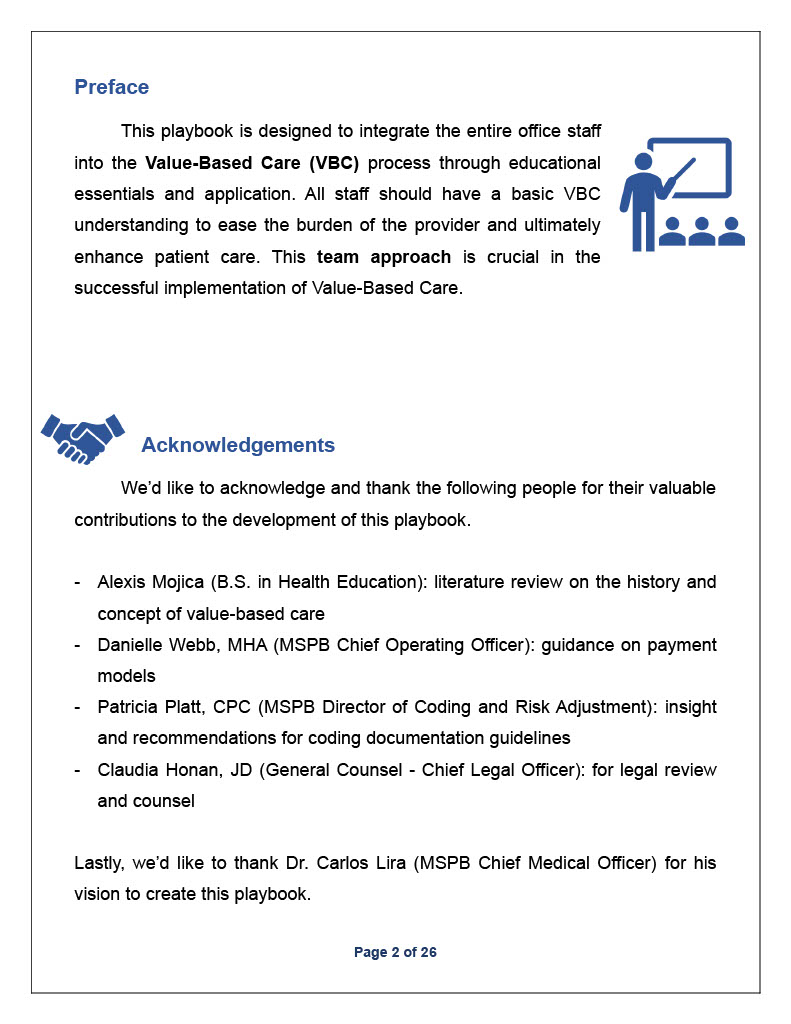 Preface
This playbook is designed to integrate the entire office staff
into the Value-Based Care (VBC) process through educational
essentials and application. All staff should have a basic VBC
understanding to ease the burden of the provider and ultimately
enhance patient care. This team approach is crucial in the
successful implementation of Value-Based Care.
Acknowledgements
We’d like to acknowledge and thank the following people for their valuable
contributions to the development of this playbook.
- Alexis Mojica (B.S. in Health Education): literature review on the history and
concept of value-based care
- Danielle Webb, MHA (MSPB Chief Operating Officer): guidance on payment
models
- Patricia Platt, CPC (MSPB Director of Coding and Risk Adjustment): insight
and recommendations for coding documentation guidelines
- Claudia Honan, JD (General Counsel - Chief Legal Officer): for legal review
and counsel
Lastly, we’d like to thank Dr. Carlos Lira (MSPB Chief Medical Officer) for his
vision to create this playbook.
Page 2 of 26